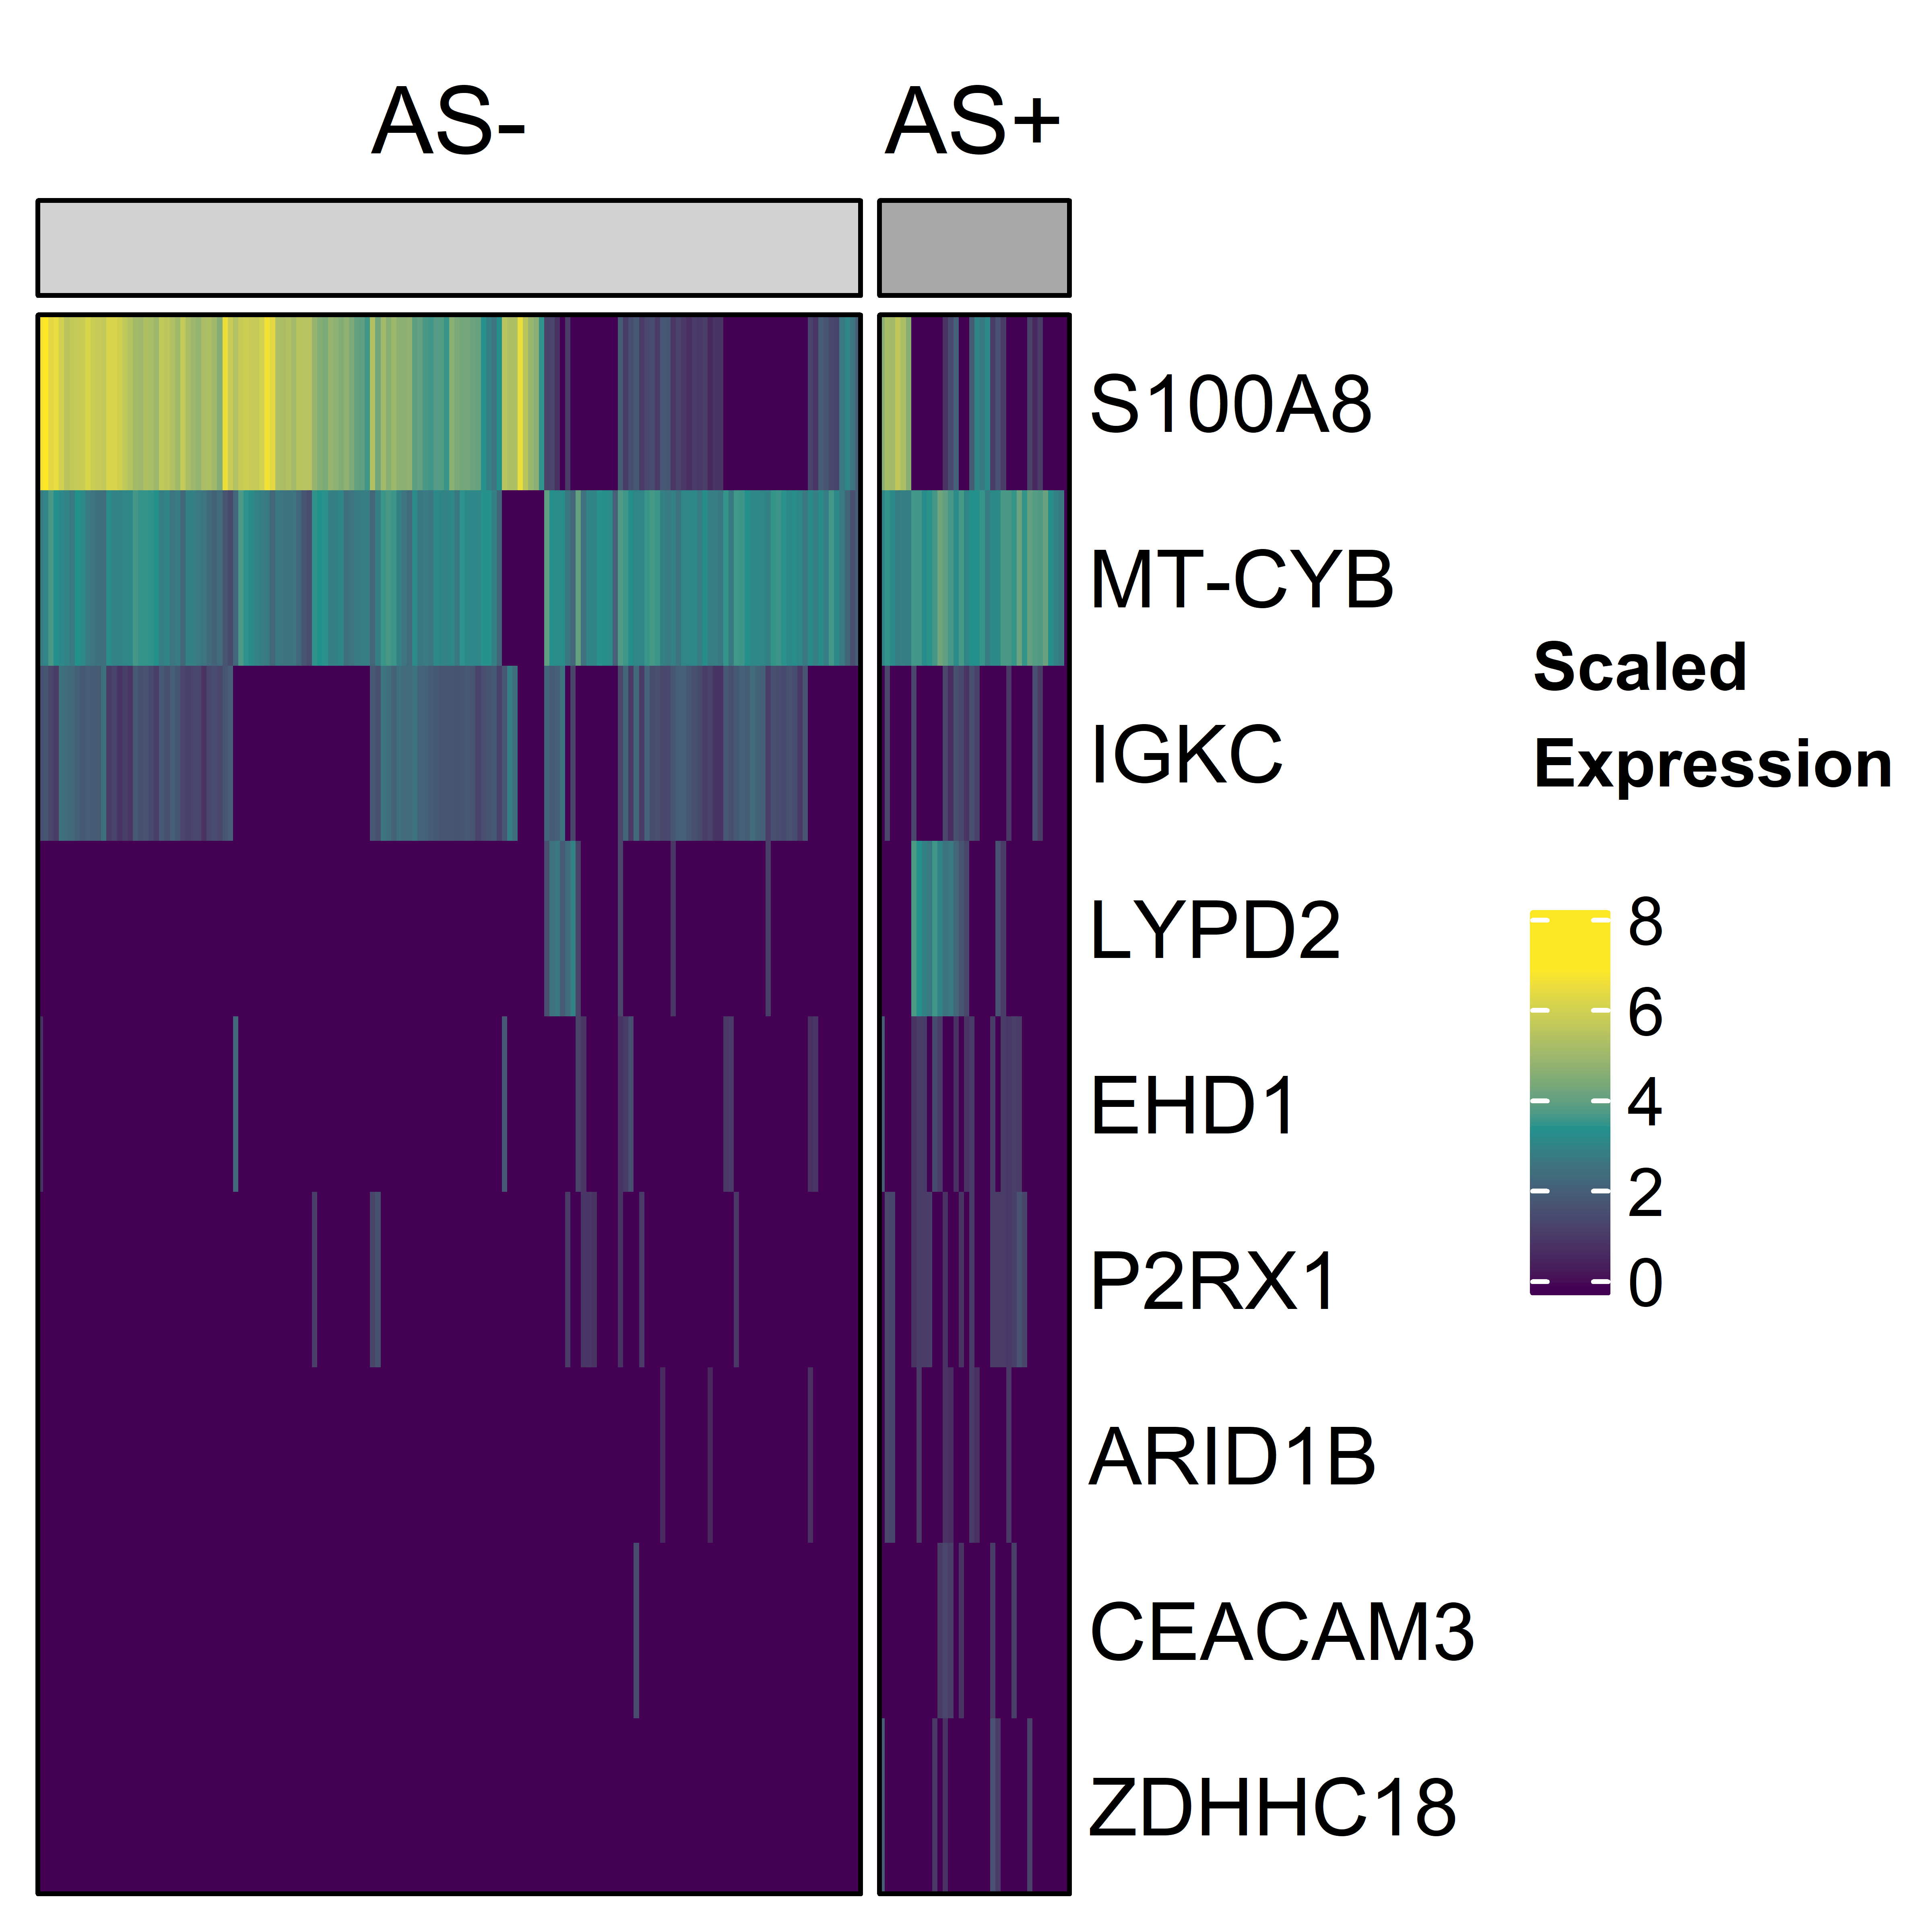 AS-
AS+
S100A8
MT-CYB
IGKC
LYPD2
EHD1
P2RX1
ARID1B
CEACAM3
ZDHHC18
Scaled
Expression
8
6
4
2
0